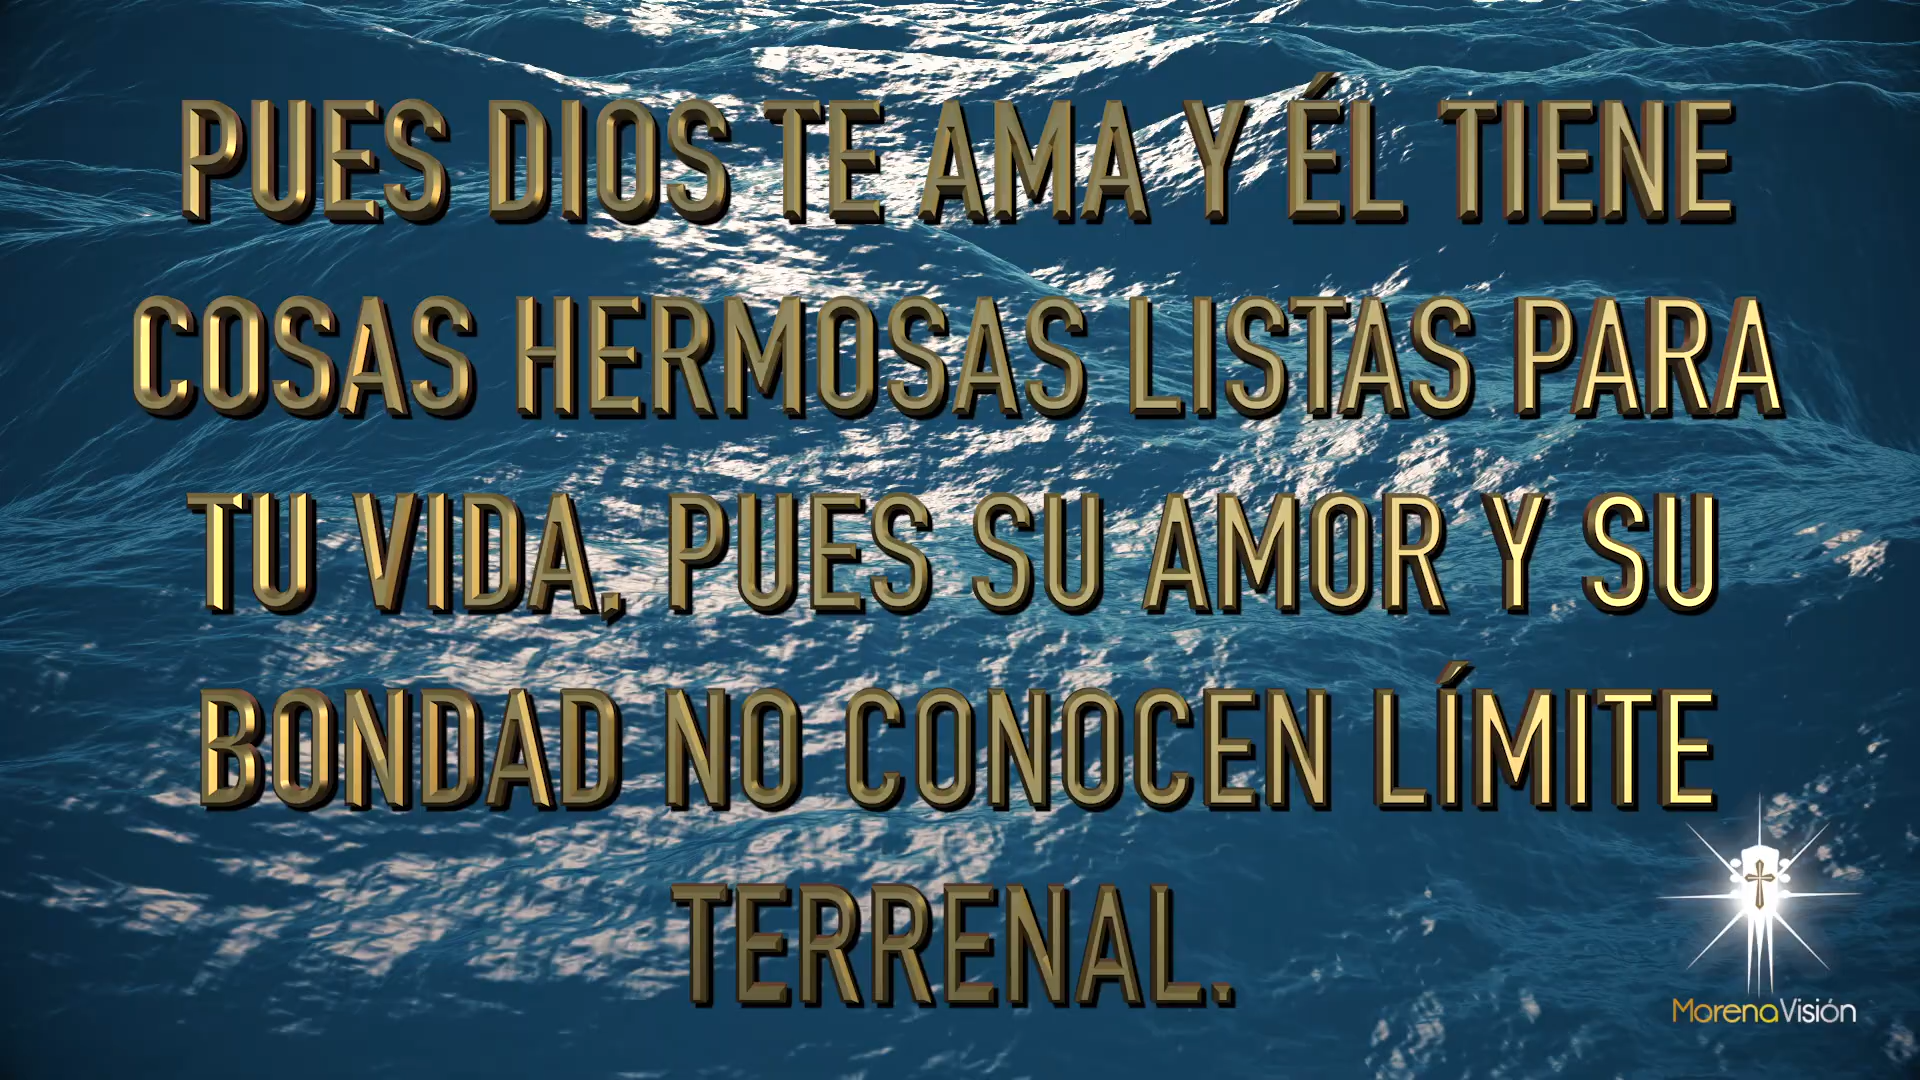 PUES DIOS TE AMA Y ÉL TIENE
COSAS HERMOSAS LISTAS PARA
TU VIDA, PUES SU AMOR Y SU
BONDAD NO CONOCEN LÍMITE
TERRENAL.
MorenaVisión